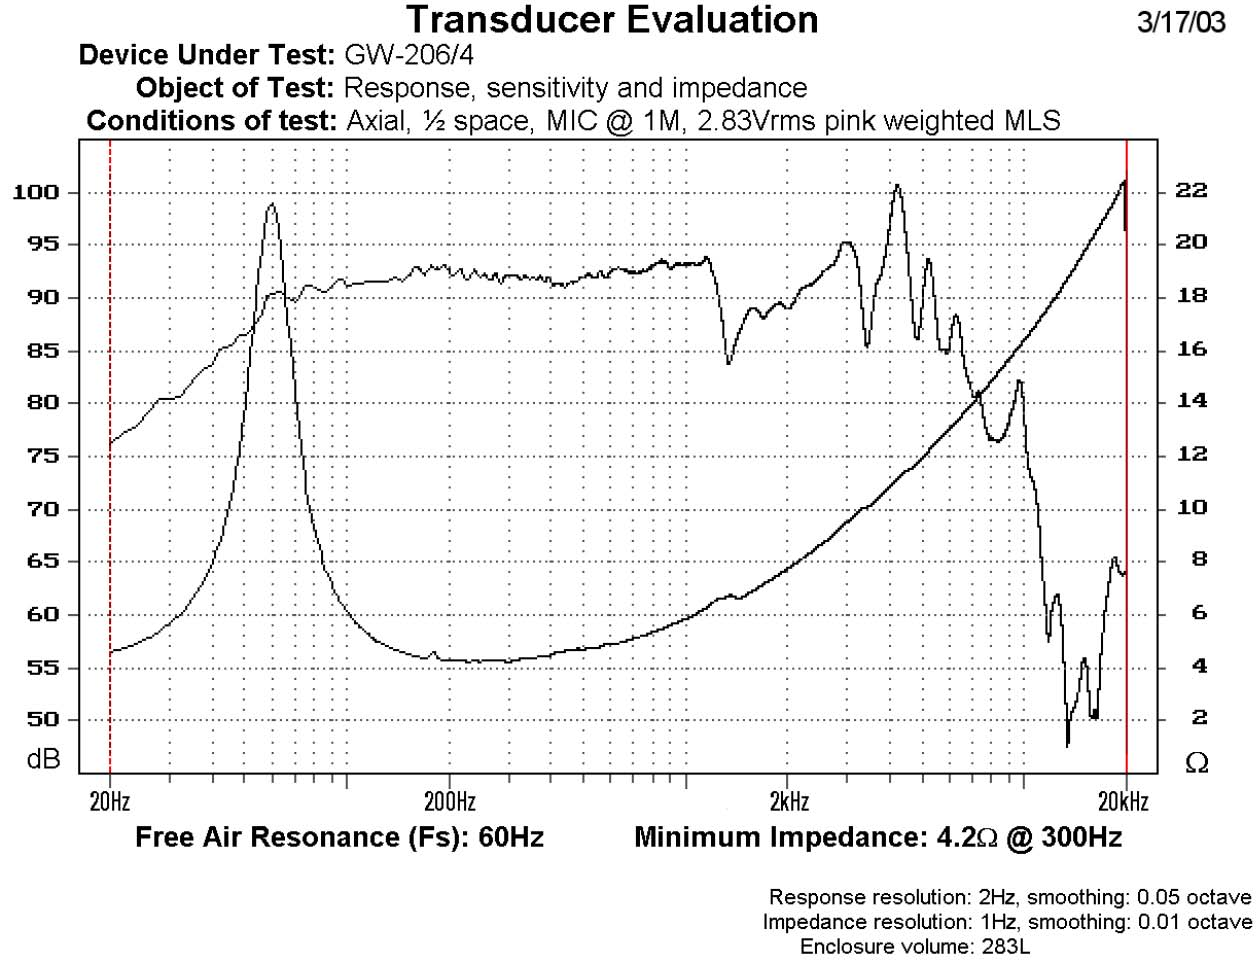 Transducer Evaluation 3/17/03
Device Under Test: GW-206/4
Object of Test: Response, sensitivity and impedance
Conditions of test: Axial, ½ space, MIC @ 1M, 2.83Vrms pink weighted MLS
100 22
95 20
90 18
85 16
80 14
75 12
70 10
65 8
60 6
55 4
50 2
dB Ω
20Hz 200Hz 2kHz 20kHz
Free Air Resonance (Fs): 60Hz Minimum Impedance: 4.2Ω @ 300Hz
Response resolution: 2Hz, smoothing: 0.05 octave
Impedance resolution: 1Hz, smoothing: 0.01 octave
Enclosure volume: 283L